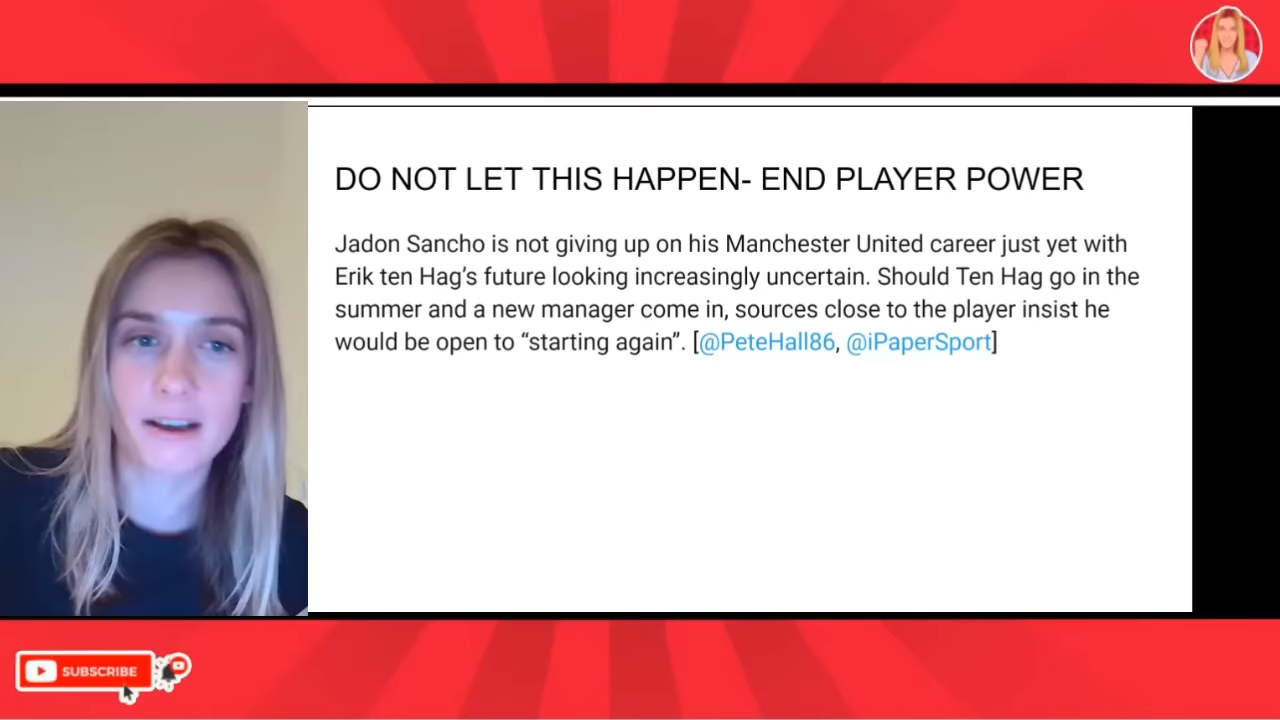 DO NOT LET THIS HAPPEN- END PLAYER POWER
Jadon Sancho is not giving up on his Manchester United career just yet with
Erik ten Hag’s future looking increasingly uncertain. Should Ten Hag go in the
summer and a new manager come in, sources close to the player insist he
would be open to “starting again”. [@PeteHall86, @iPaperSport]
SUBSCRIBE